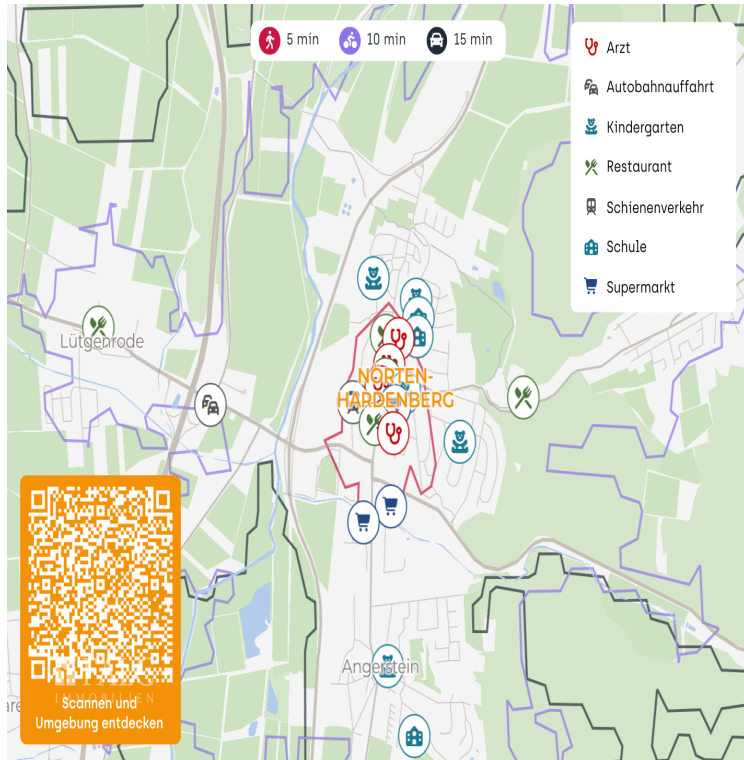 5 min
10 min
15 min
Arzt
Autobahnauffahrt
Kindergarten
Restaurant
Schienenverkehr
Schule
Supermarkt
Lütgenrode
NÖRTEN-
HARDENBERG
Angerstein
IMMOBILIEN
Scannen und
Umgebung entdecken